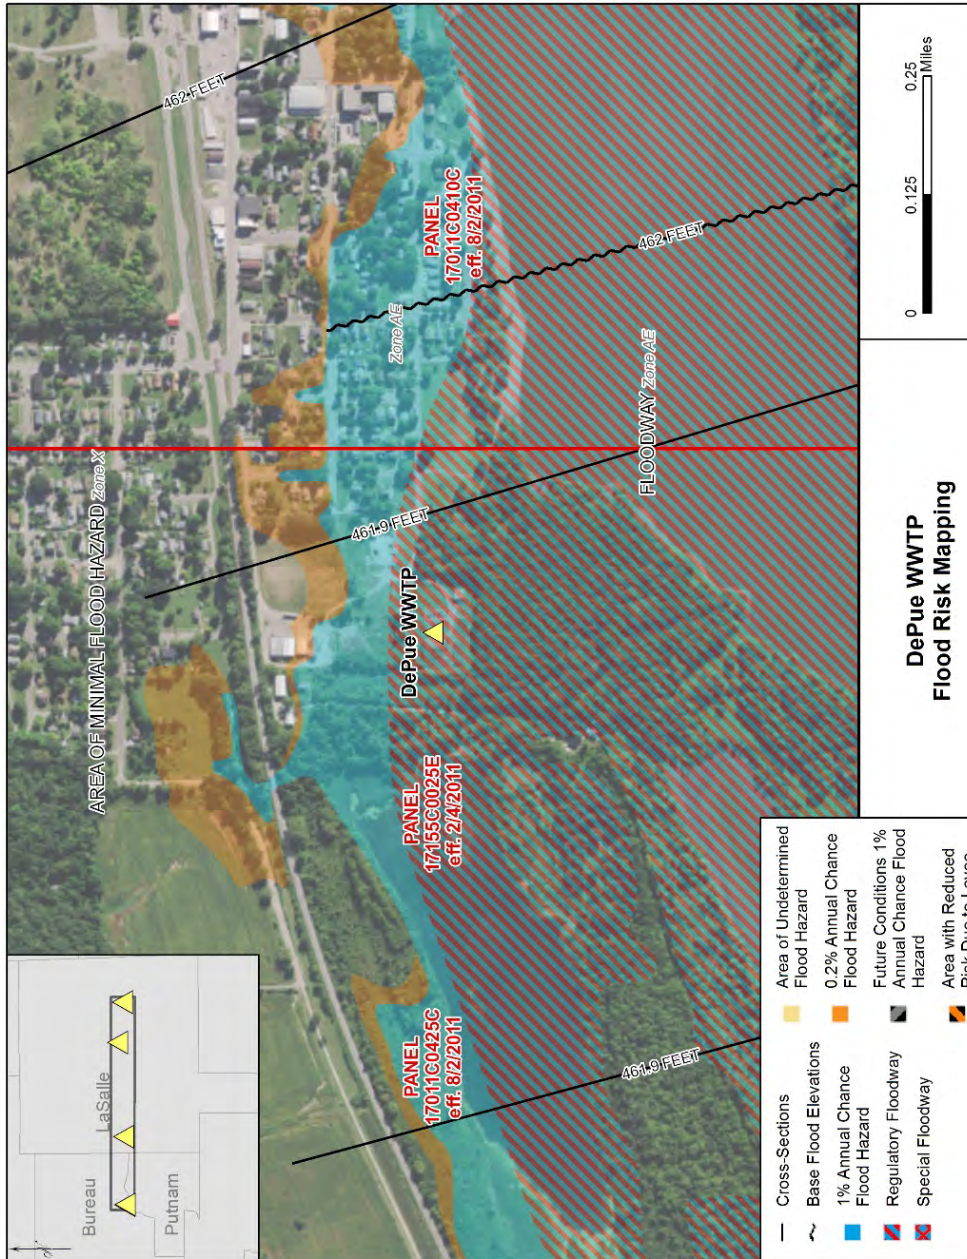 Bureau
LaSalle
Putnam
AREA OF MINIMAL FLOOD HAZARD Zone X
462 FEET
PANEL
17011C0425C
eff. 8/2/2011
PANEL
17155C0025E
eff. 2/4/2011
DePue WWTP
461.9 FEET
Zone AE
PANEL
17011C0410C
eff. 8/2/2011
461.9 FEET
FLOODWAY Zone AE
462 FEET
Cross-Sections
Base Flood Elevations
1% Annual Chance
Flood Hazard
Regulatory Floodway
Special Floodway
Area of Undetermined
Flood Hazard
0.2% Annual Chance
Flood Hazard
Future Conditions 1%
Annual Chance Flood
Hazard
Area with Reduced
Risk Due to Levee
DePue WWTP
Flood Risk Mapping
0 0.125 0.25
Miles